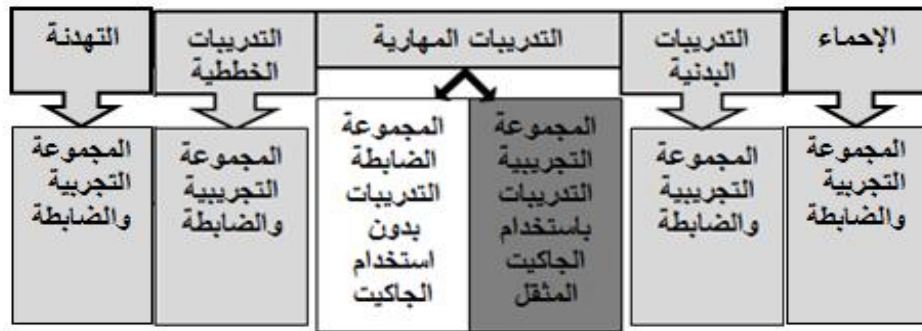 الإحماء
التدريبات
البدنية
التدريبات المهارية
التدريبات
الخططية
التهدئة
المجموعة
التجربية
والضابطة
المجموعة
التجريبية
والضابطة
المجموعة
التجريبية
التدريبات
باستخدام
الجاكيت
المثقل
المجموعة
الضابطة
التدريبات
بدون
استخدام
الجاكيت
المجموعة
التجريبية
والضابطة
المجموعة
التجربية
والضابطة